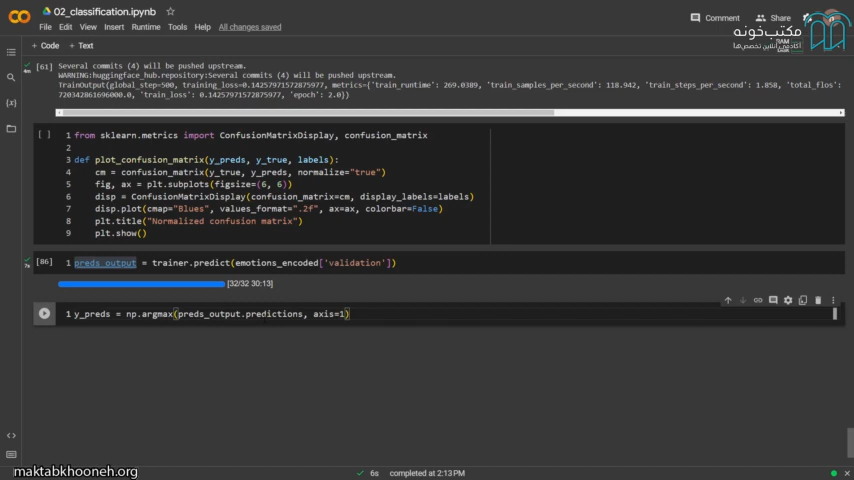 02_classification.ipynb
File Edit View Insert Runtime Tools Help All changes saved
Comment Share
مکتب‌خونه
آکادمی آنلاین تخصص‌ها
+ Code + Text
[61] Several commits (4) will be pushed upstream.
WARNING:huggingface_hub.repository:Several commits (4) will be pushed upstream.
TrainOutput(global_step=500, training_loss=0.14257971572875977, metrics={'train_runtime': 269.0389, 'train_samples_per_second': 118.942, 'train_steps_per_second': 1.858, 'total_flos':
720342861696000.0, 'train_loss': 0.14257971572875977, 'epoch': 2.0})
[ ] 1 from sklearn.metrics import ConfusionMatrixDisplay, confusion_matrix
2
3 def plot_confusion_matrix(y_preds, y_true, labels):
4 cm = confusion_matrix(y_true, y_preds, normalize="true")
5 fig, ax = plt.subplots(figsize=(6, 6))
6 disp = ConfusionMatrixDisplay(confusion_matrix=cm, display_labels=labels)
7 disp.plot(cmap="Blues", values_format=".2f", ax=ax, colorbar=False)
8 plt.title("Normalized confusion matrix")
9 plt.show()
[86] 1 preds_output = trainer.predict(emotions_encoded['validation'])
7s
[32/32 30:13]
1 y_preds = np.argmax(preds_output.predictions, axis=1)
maktabkhooneh.org
6s completed at 2:13 PM